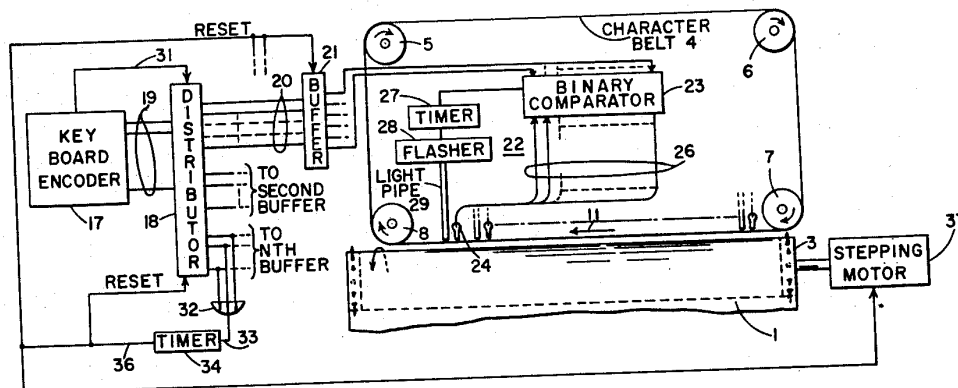 RESET
CHARACTER
BELT 4
5
6
31
21
19
20
BUFFER
BINARY
COMPARATOR
23
27
TIMER
28
FLASHER
22
26
KEY
BOARD
ENCODER
17
DISTRIBUTOR
18
TO
SECOND
BUFFER
TO
NTH
BUFFER
LIGHT
PIPE
29
8
24
11
7
3
STEPPING
MOTOR
37
RESET
32
33
TIMER
34
36
1